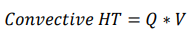 Convective HT = Q ∗ V